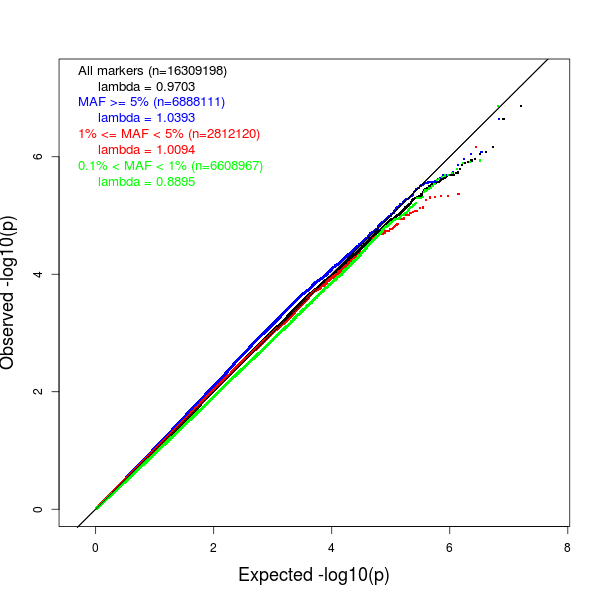 All markers (n=16309198)
lambda = 0.9703
MAF >= 5% (n=6888111)
lambda = 1.0393
1% <= MAF < 5% (n=2812120)
lambda = 1.0094
0.1% < MAF < 1% (n=6608967)
lambda = 0.8895
Observed -log10(p)
6
4
2
0
0 2 4 6 8
Expected -log10(p)